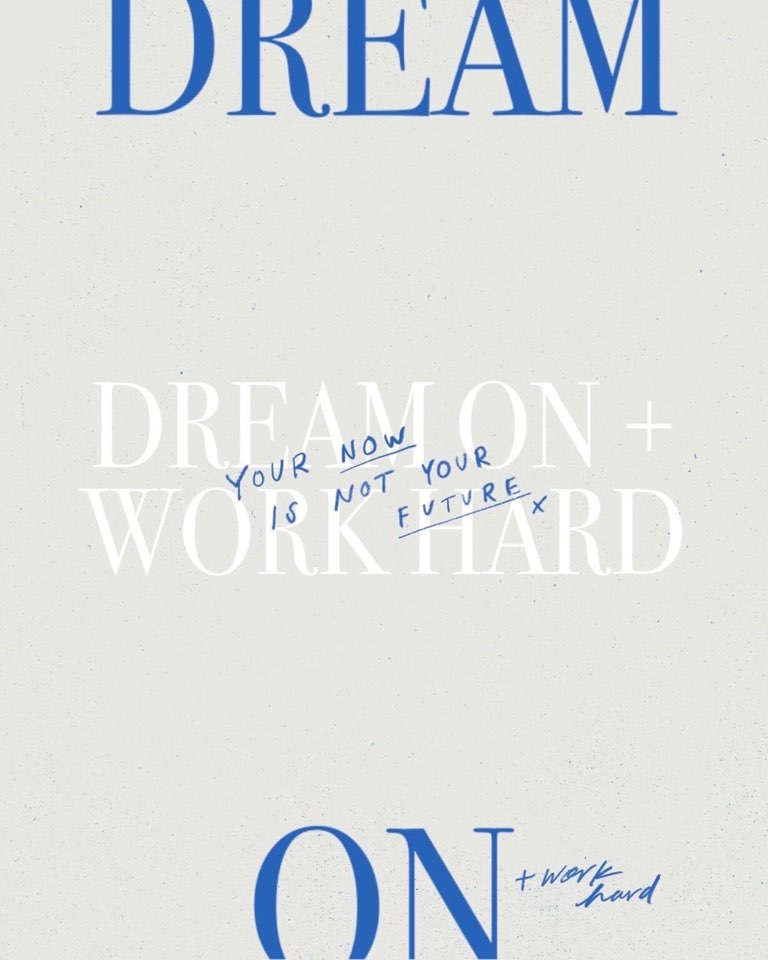 DREAM
DREAM ON +
WORK HARD
YOUR NOW
IS NOT YOUR
FUTURE x
ON
+ work
hard